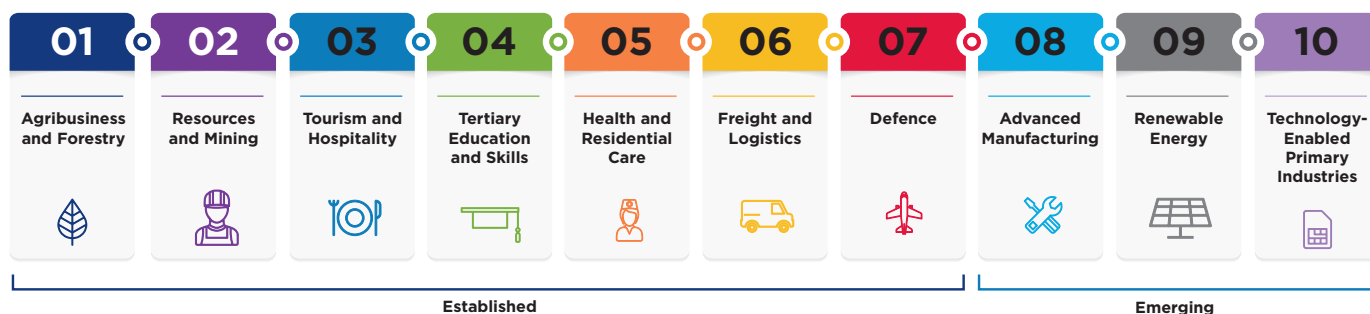 01
02
03
04
05
06
07
08
09
10
Agribusiness
and Forestry
Resources
and Mining
Tourism and
Hospitality
Tertiary
Education
and Skills
Health and
Residential
Care
Freight and
Logistics
Defence
Advanced
Manufacturing
Renewable
Energy
Technology-
Enabled
Primary
Industries
Established
Emerging